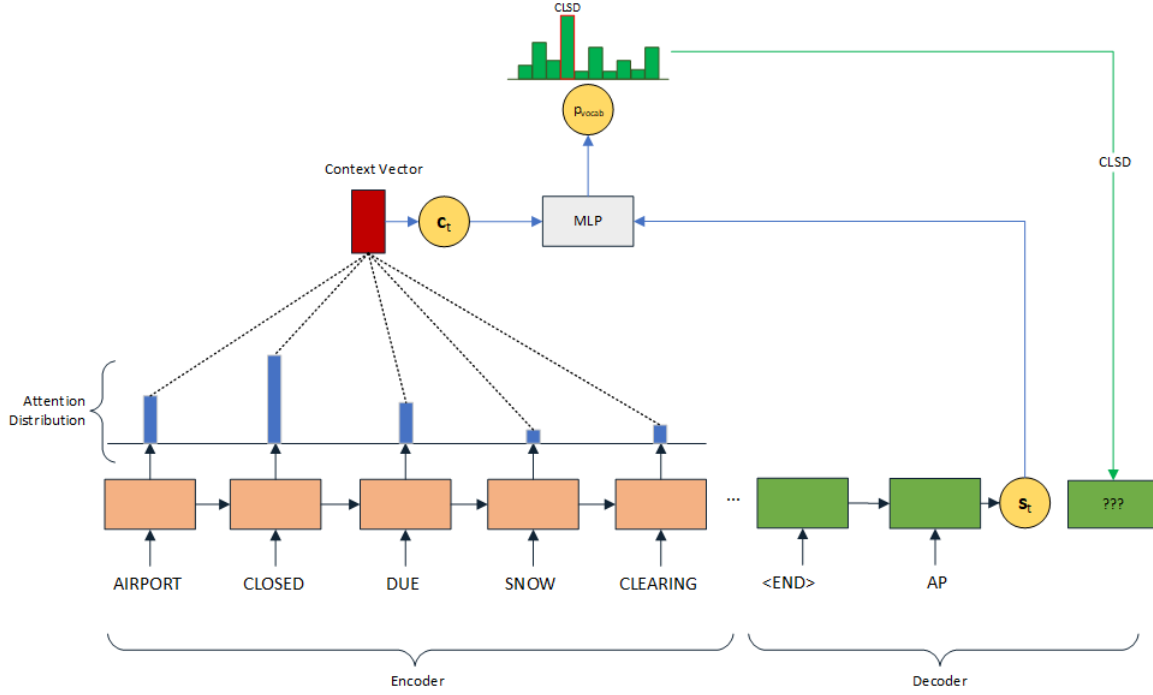 CLSD
Pvocab
CLSD
Context Vector
ct
MLP
Attention
Distribution
...
st
???
AIRPORT
CLOSED
DUE
SNOW
CLEARING
<END>
AP
Encoder
Decoder